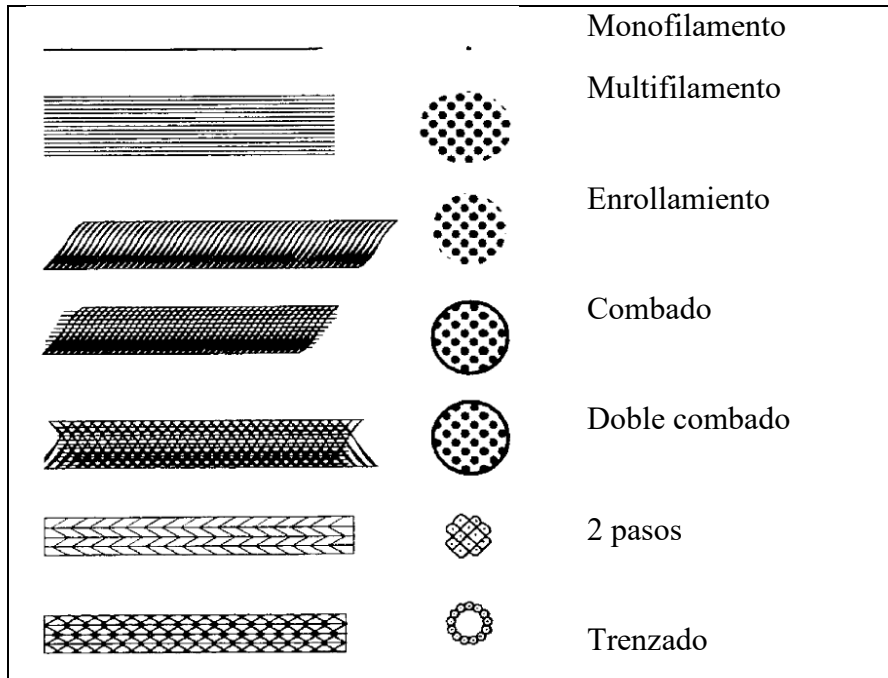 Monofilamento
Multifilamento
Enrollamiento
Combado
Doble combado
2 pasos
Trenzado